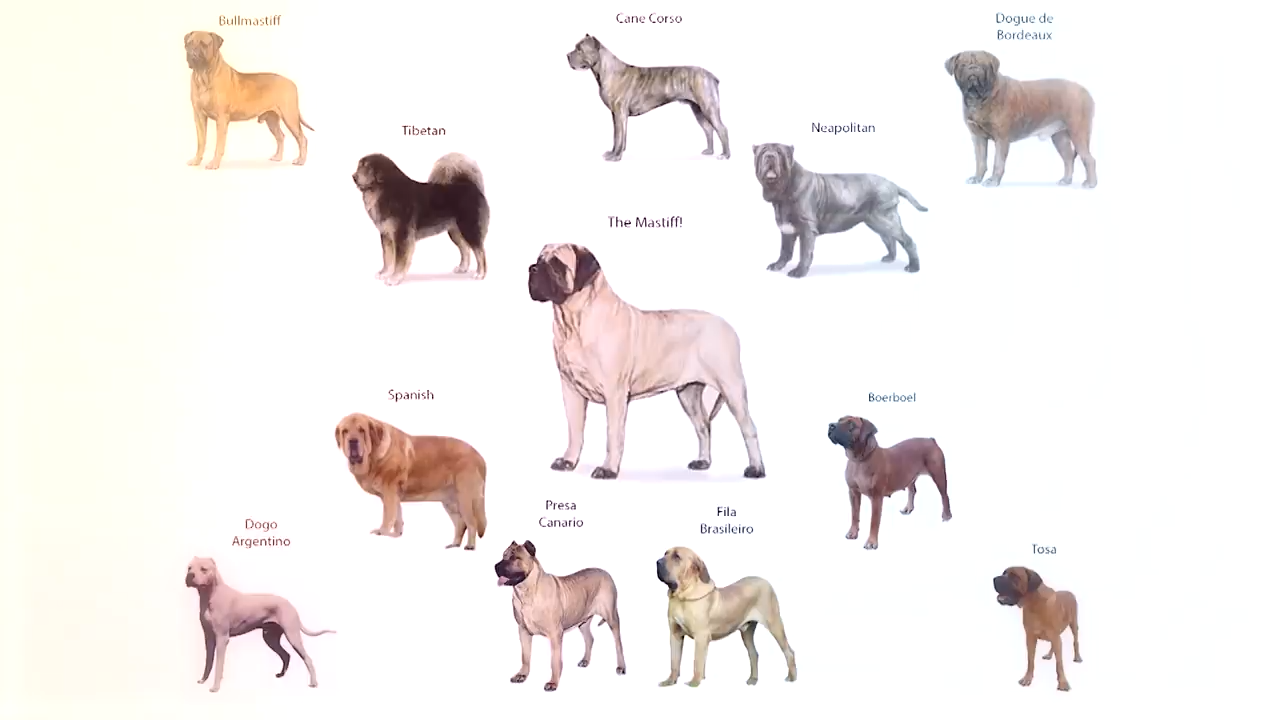 Bullmastiff
Cane Corso
Dogue de
Bordeaux
Tibetan
Neapolitan
The Mastiff!
Spanish
Boerboel
Presa
Canario
Fila
Brasileiro
Dogo
Argentino
Tosa